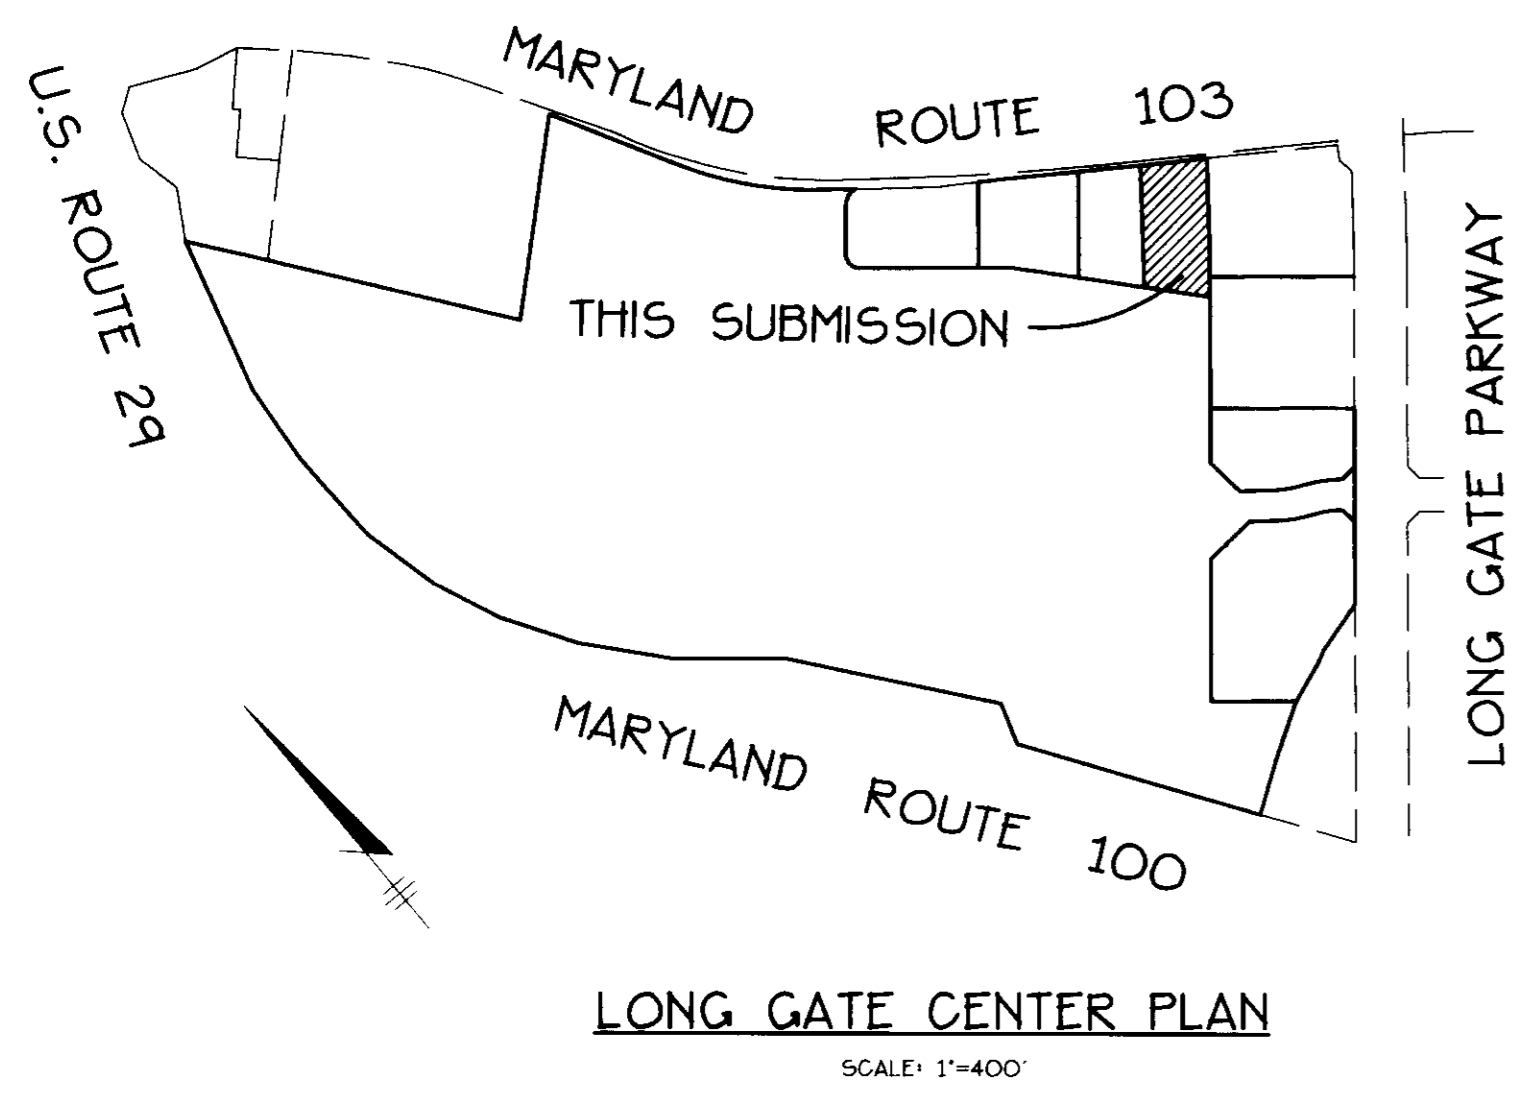 MARYLAND ROUTE 103
U.S. ROUTE 29
THIS SUBMISSION
LONG GATE PARKWAY
MARYLAND ROUTE 100
LONG GATE CENTER PLAN
SCALE: 1"=400'